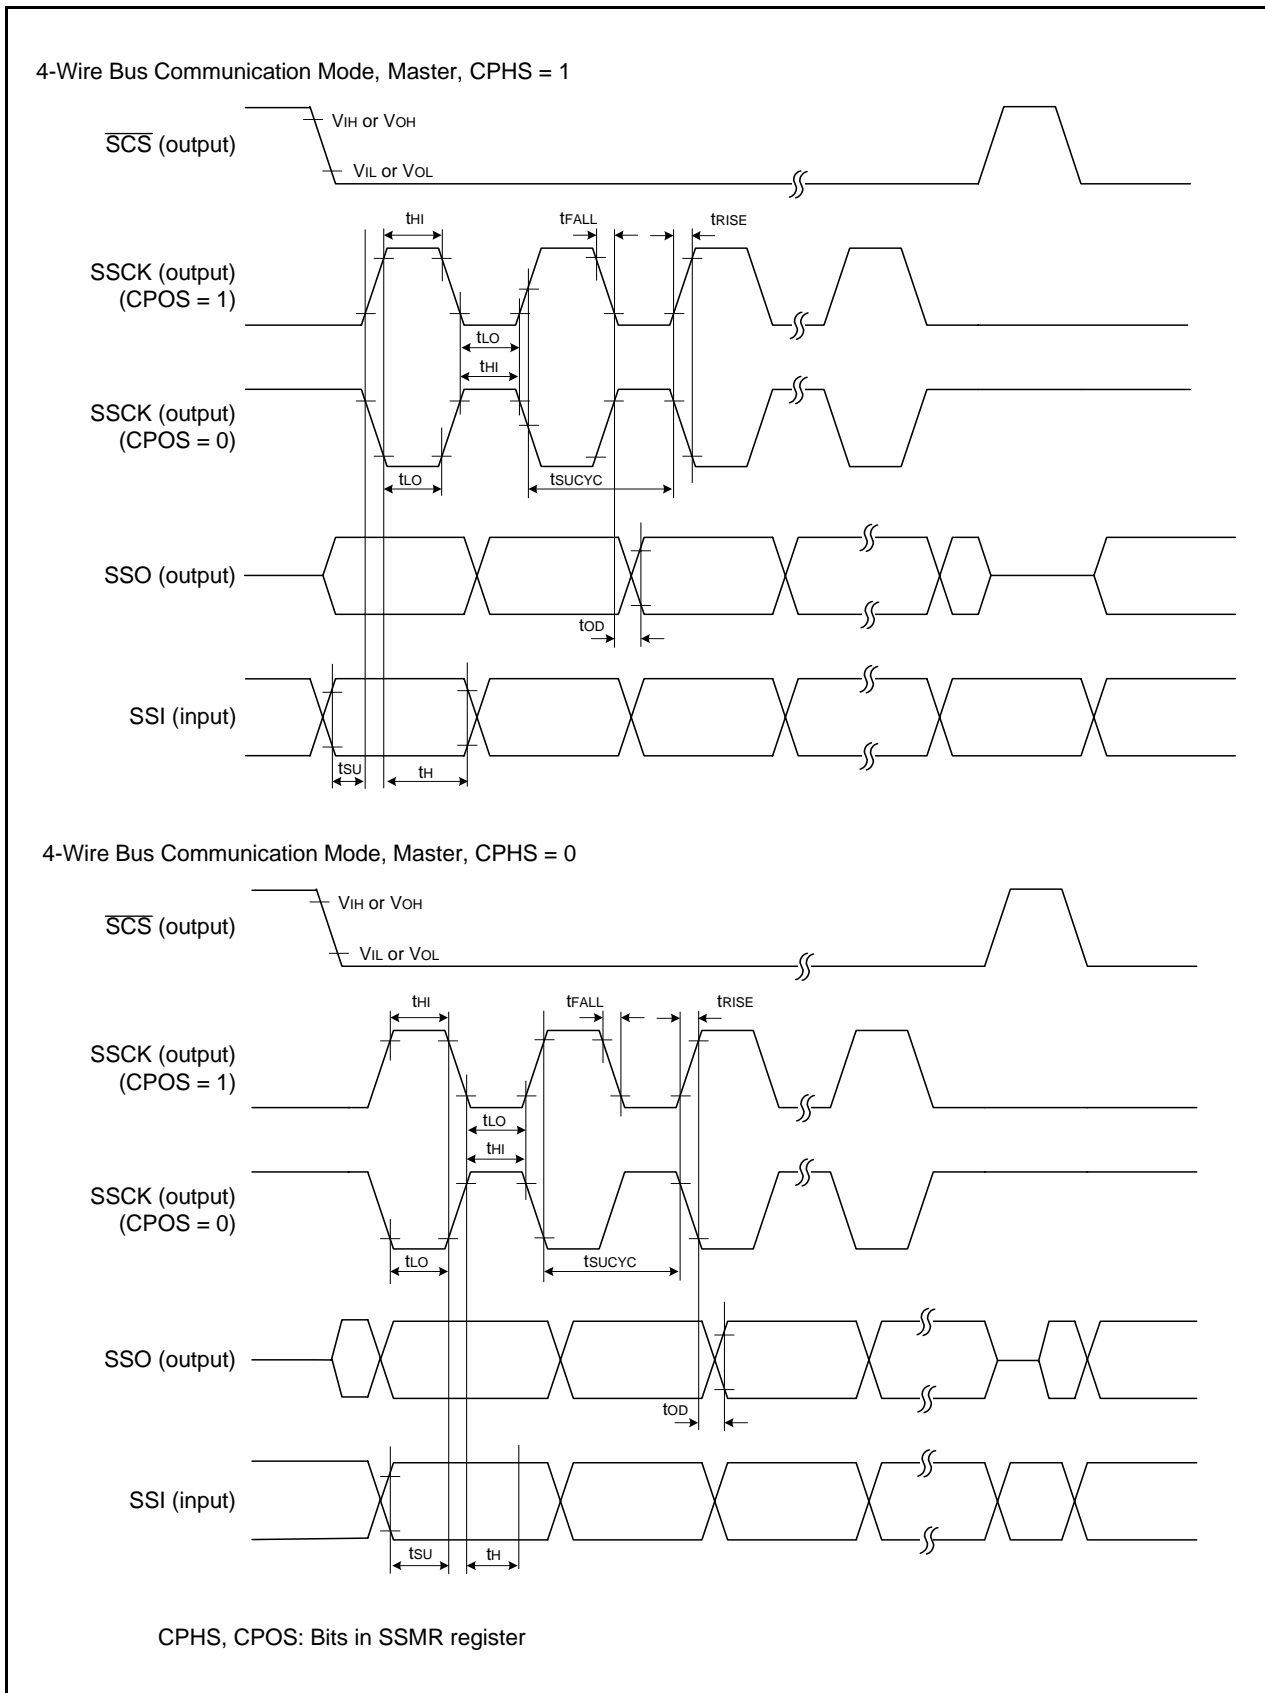 4-Wire Bus Communication Mode, Master, CPHS = 1
SCS (output)
VIH or VOH
VIL or VOL
tHI
tFALL
tRISE
SSCK (output)
(CPOS = 1)
tLO
tHI
SSCK (output)
(CPOS = 0)
tLO
tSUCYC
SSO (output)
tOD
SSI (input)
tSU
tH
4-Wire Bus Communication Mode, Master, CPHS = 0
SCS (output)
VIH or VOH
VIL or VOL
tHI
tFALL
tRISE
SSCK (output)
(CPOS = 1)
tLO
tHI
SSCK (output)
(CPOS = 0)
tLO
tSUCYC
SSO (output)
tOD
SSI (input)
tSU
tH
CPHS, CPOS: Bits in SSMR register